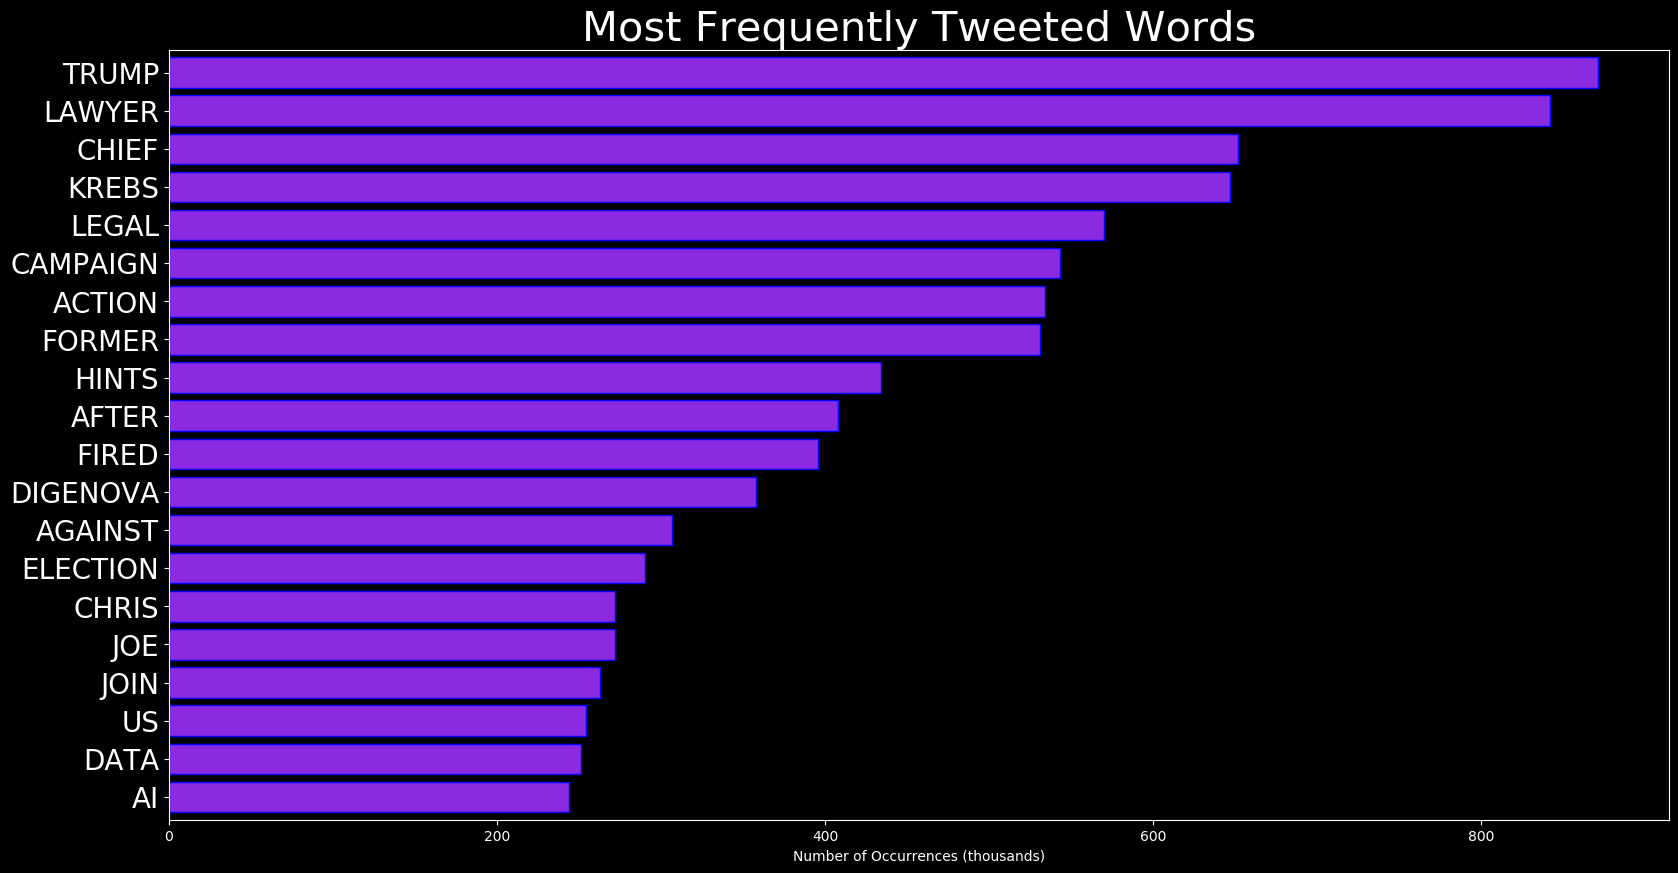 Most Frequently Tweeted Words
TRUMP
LAWYER
CHIEF
KREBS
LEGAL
CAMPAIGN
ACTION
FORMER
HINTS
AFTER
FIRED
DIGENOVA
AGAINST
ELECTION
CHRIS
JOE
JOIN
US
DATA
AI
0 200 400 600 800
Number of Occurrences (thousands)